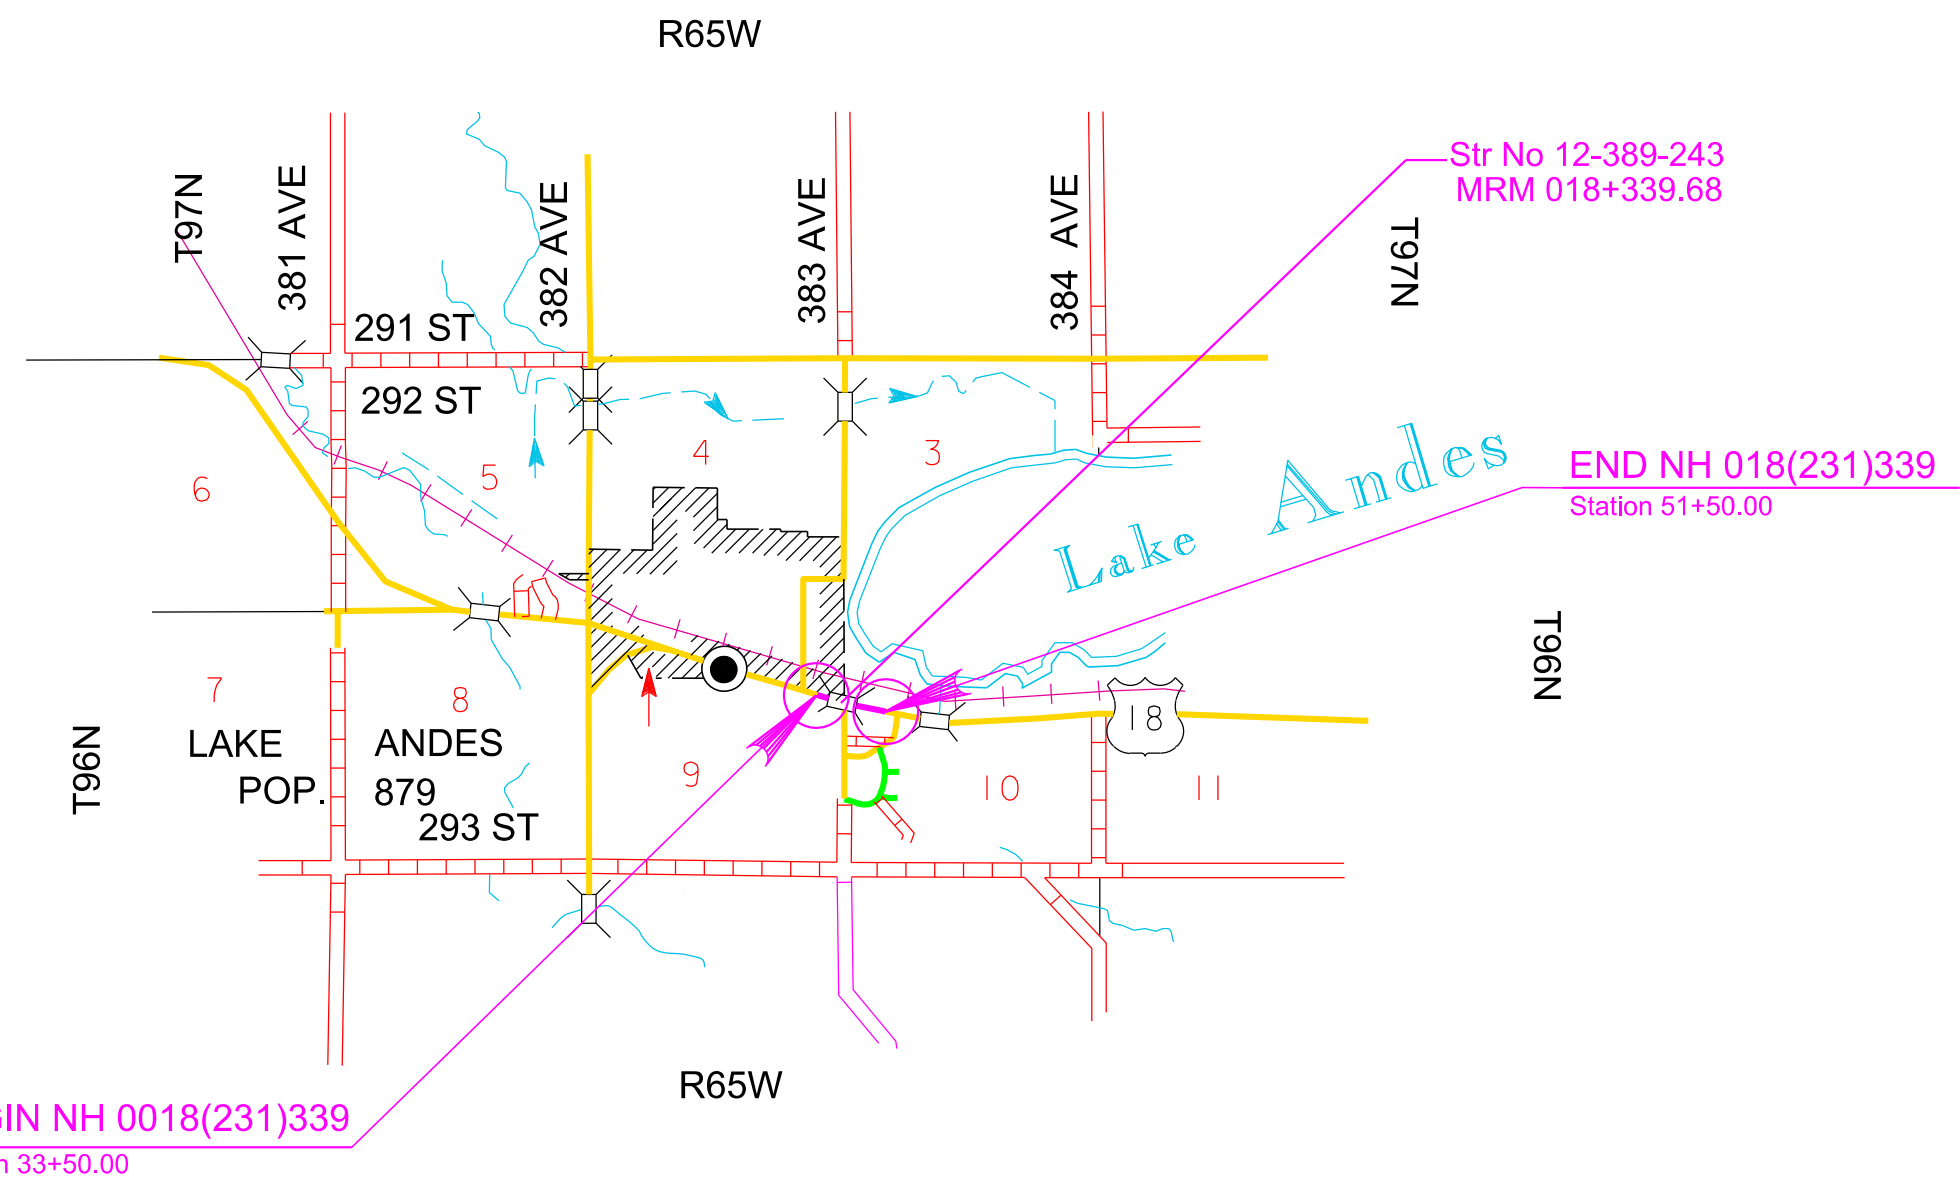 R65W
Str No 12-389-243
MRM 018+339.68
T97N
381 AVE
382 AVE
383 AVE
384 AVE
T97N
291 ST
292 ST
4
3
5
6
Lake Andes
END NH 018(231)339
Station 51+50.00
T96N
7
8
18
LAKE ANDES
POP. 879
9
10
11
T96N
293 ST
R65W
GIN NH 0018(231)339
n 33+50.00